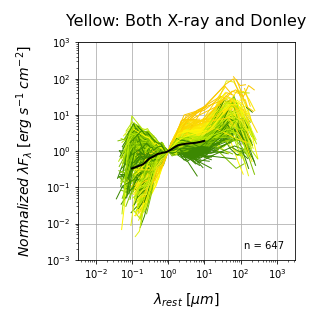 Yellow: Both X-ray and Donley
Normalized λF_λ [erg s⁻¹ cm⁻²]
10³
10²
10¹
10⁰
10⁻¹
10⁻²
10⁻³
n = 647
10⁻² 10⁻¹ 10⁰ 10¹ 10² 10³
λ_rest [μm]